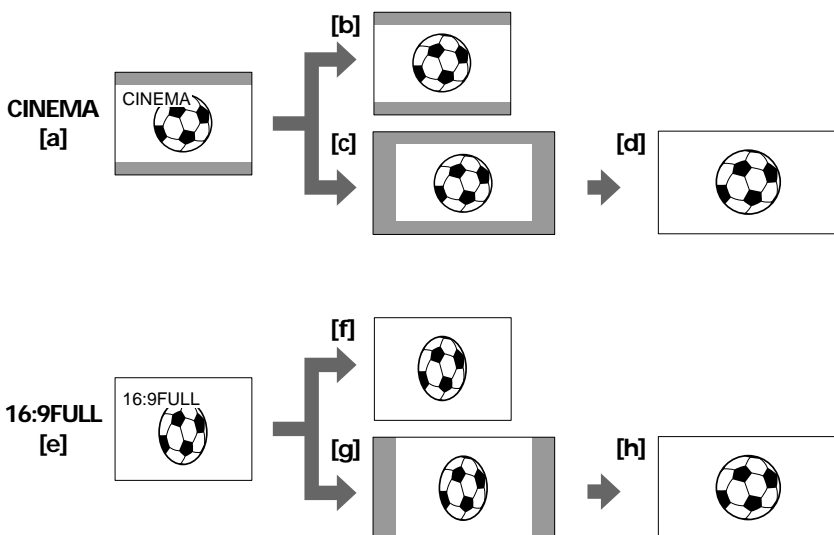 [b]
CINEMA
CINEMA
[a]
[c]
[d]
[f]
16:9FULL
16:9FULL
[e]
[g]
[h]